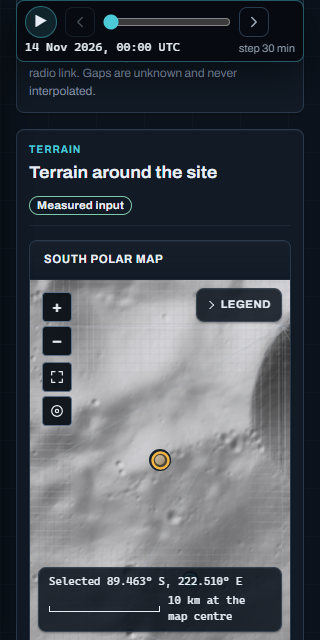 14 Nov 2026, 00:00 UTC
step 30 min
radio link. Gaps are unknown and never
interpolated.
TERRAIN
Terrain around the site
Measured input
SOUTH POLAR MAP
+
LEGEND
−
Selected 89.463° S, 222.510° E
10 km at the
map centre